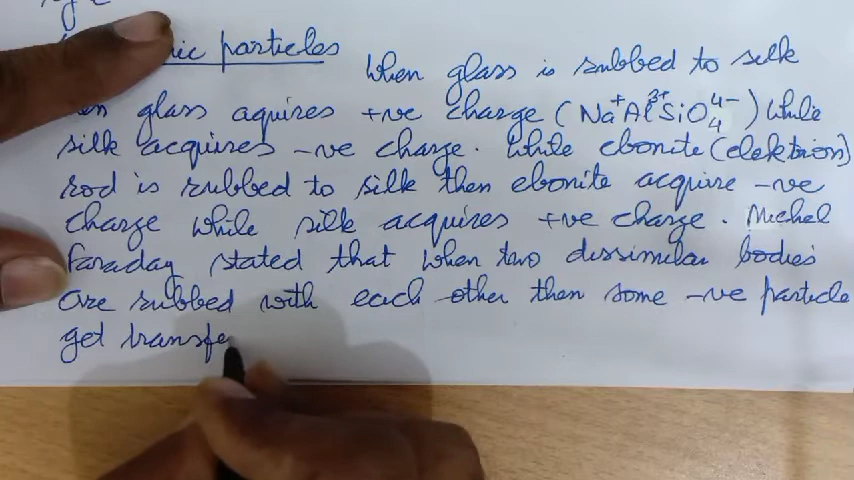 particles When glass is rubbed to silk
glass aquires +ve charge (Na⁺Al³⁺SiO₄⁴⁻) while
silk acquires -ve charge. While ebonite (elektrion)
rod is rubbed to silk then ebonite acquire -ve
charge while silk acquires +ve charge. Michel
Faraday stated that when two dissimilar bodies
are rubbed with each other then some -ve particle
get transfe